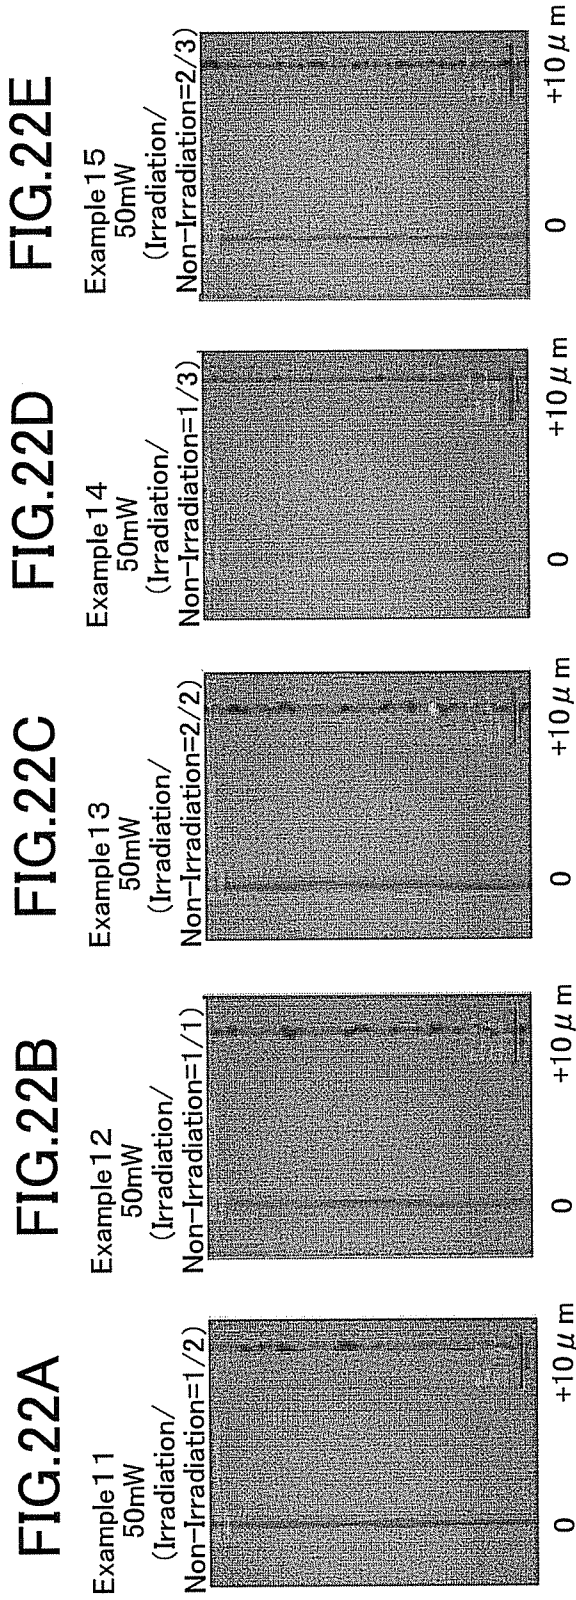 FIG.22A
Example11
50mW
(Irradiation/
Non-Irradiation=1/2)
0
+10μm
FIG.22B
Example12
50mW
(Irradiation/
Non-Irradiation=1/1)
0
+10μm
FIG.22C
Example13
50mW
(Irradiation/
Non-Irradiation=2/2)
0
+10μm
FIG.22D
Example14
50mW
(Irradiation/
Non-Irradiation=1/3)
0
+10μm
FIG.22E
Example15
50mW
(Irradiation/
Non-Irradiation=2/3)
0
+10μm